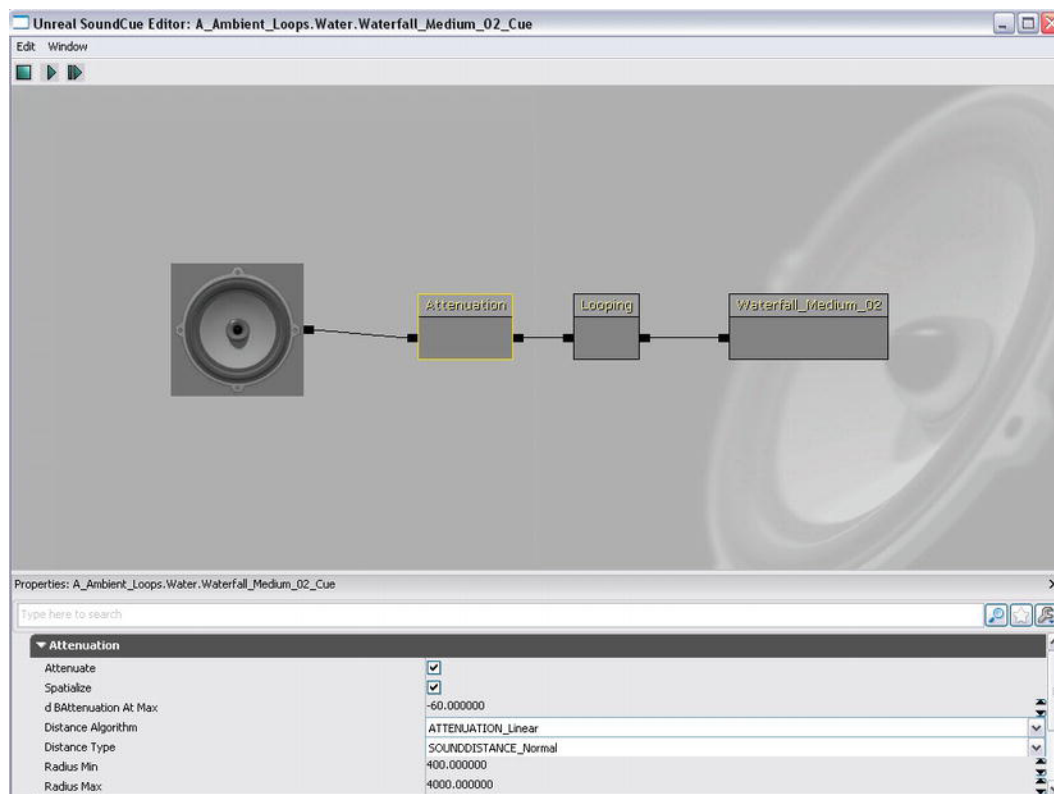 Unreal SoundCue Editor: A_Ambient_Loops.Water.Waterfall_Medium_02_Cue
Edit Window
Attenuation
Looping
Waterfall_Medium_02
Properties: A_Ambient_Loops.Water.Waterfall_Medium_02_Cue
Type here to search
Attenuation
Attenuate
Spatialize
d BAttenuation At Max -60.000000
Distance Algorithm ATTENUATION_Linear
Distance Type SOUNDDISTANCE_Normal
Radius Min 400.000000
Radius Max 4000.000000